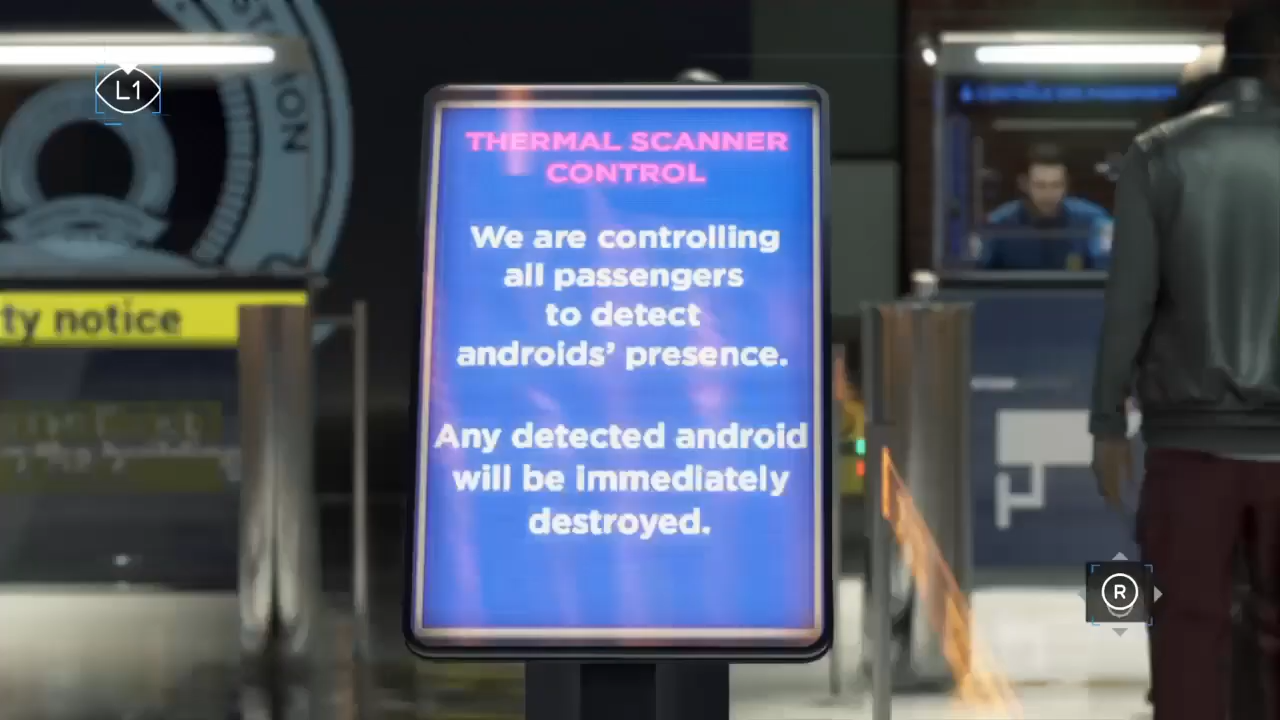 L1
THERMAL SCANNER
CONTROL
We are controlling
all passengers
to detect
androids’ presence.
Any detected android
will be immediately
destroyed.
ty notice
R